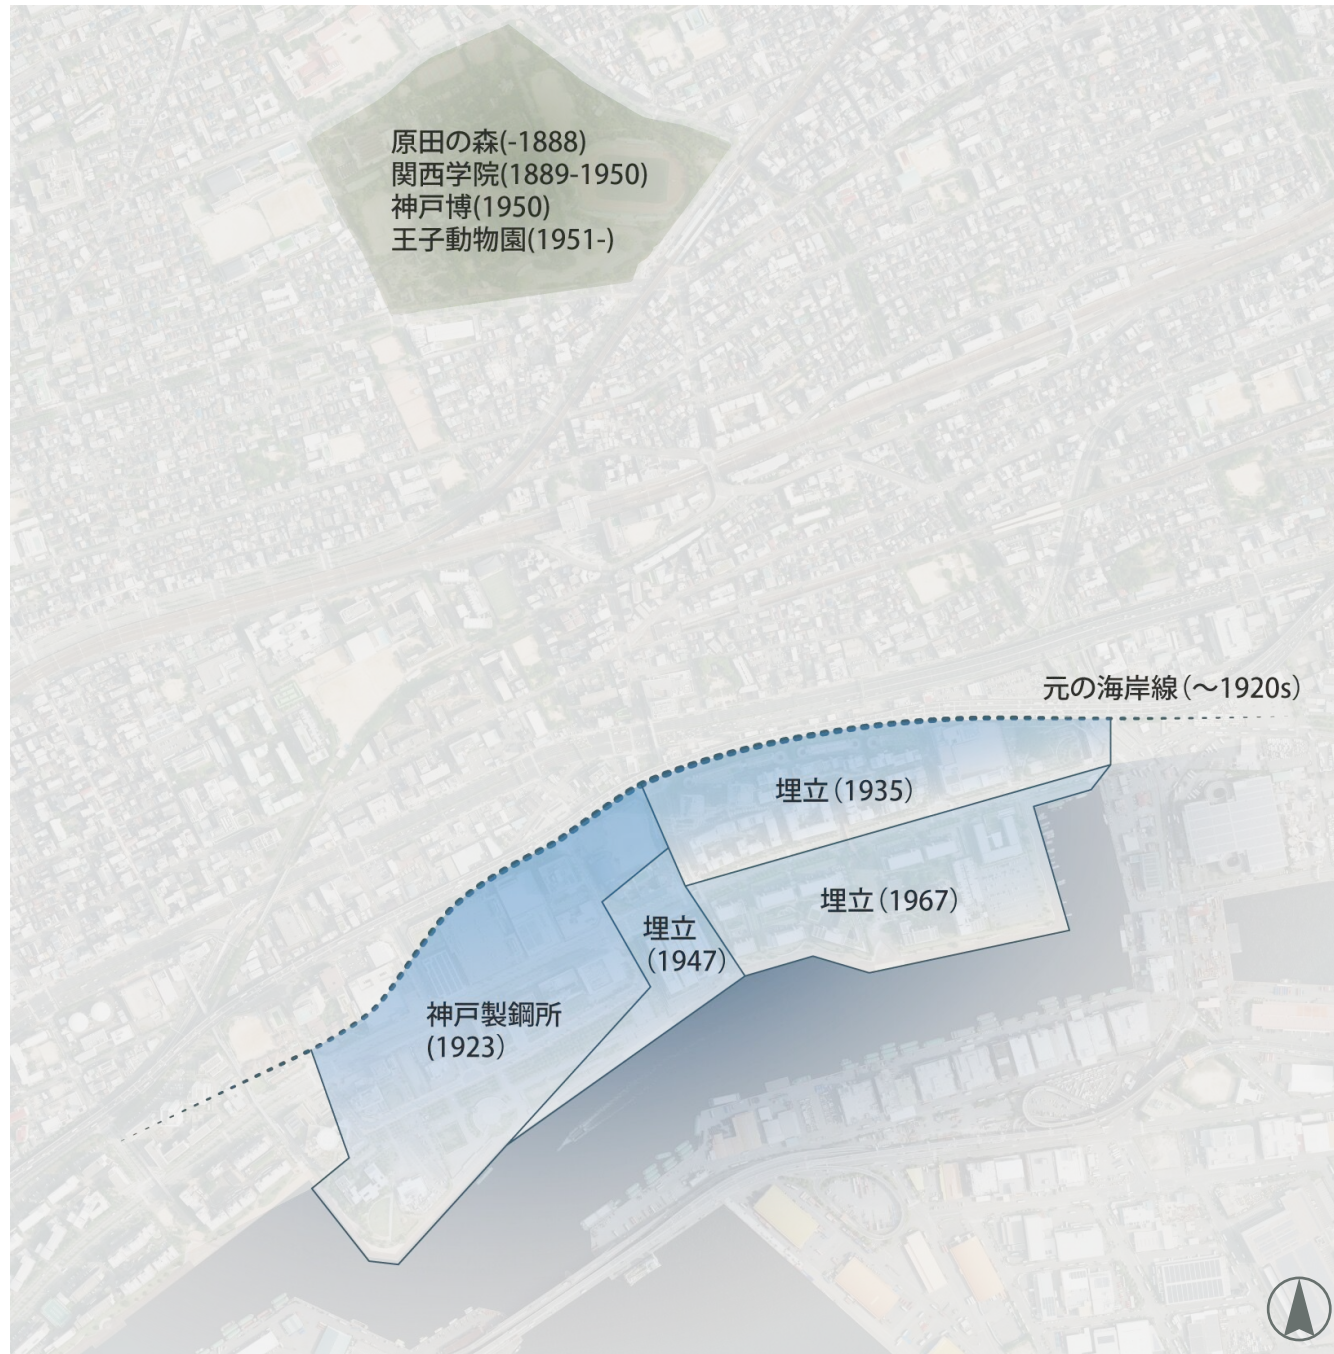 原田の森(-1888)
関西学院(1889-1950)
神戸博(1950)
王子動物園(1951-)
元の海岸線（～1920s）
埋立（1935）
埋立（1967）
埋立
（1947）
神戸製鋼所
(1923）